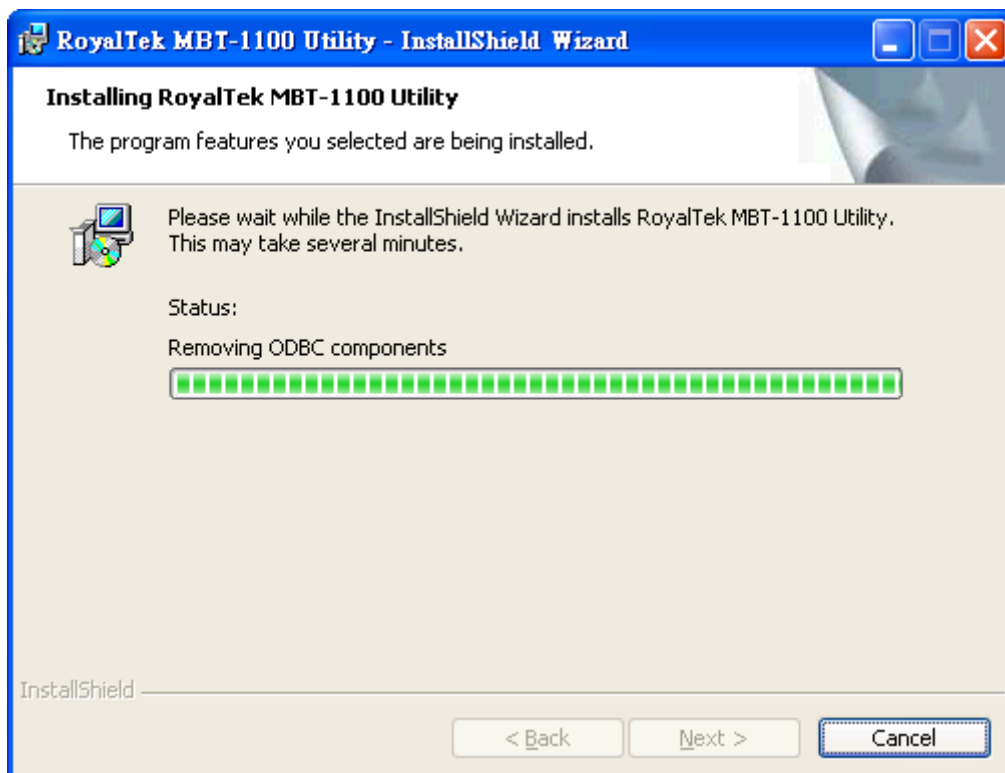 RoyalTek MBT-1100 Utility - InstallShield Wizard
Installing RoyalTek MBT-1100 Utility
The program features you selected are being installed.
Please wait while the InstallShield Wizard installs RoyalTek MBT-1100 Utility.
This may take several minutes.
Status:
Removing ODBC components
InstallShield
< Back
Next >
Cancel